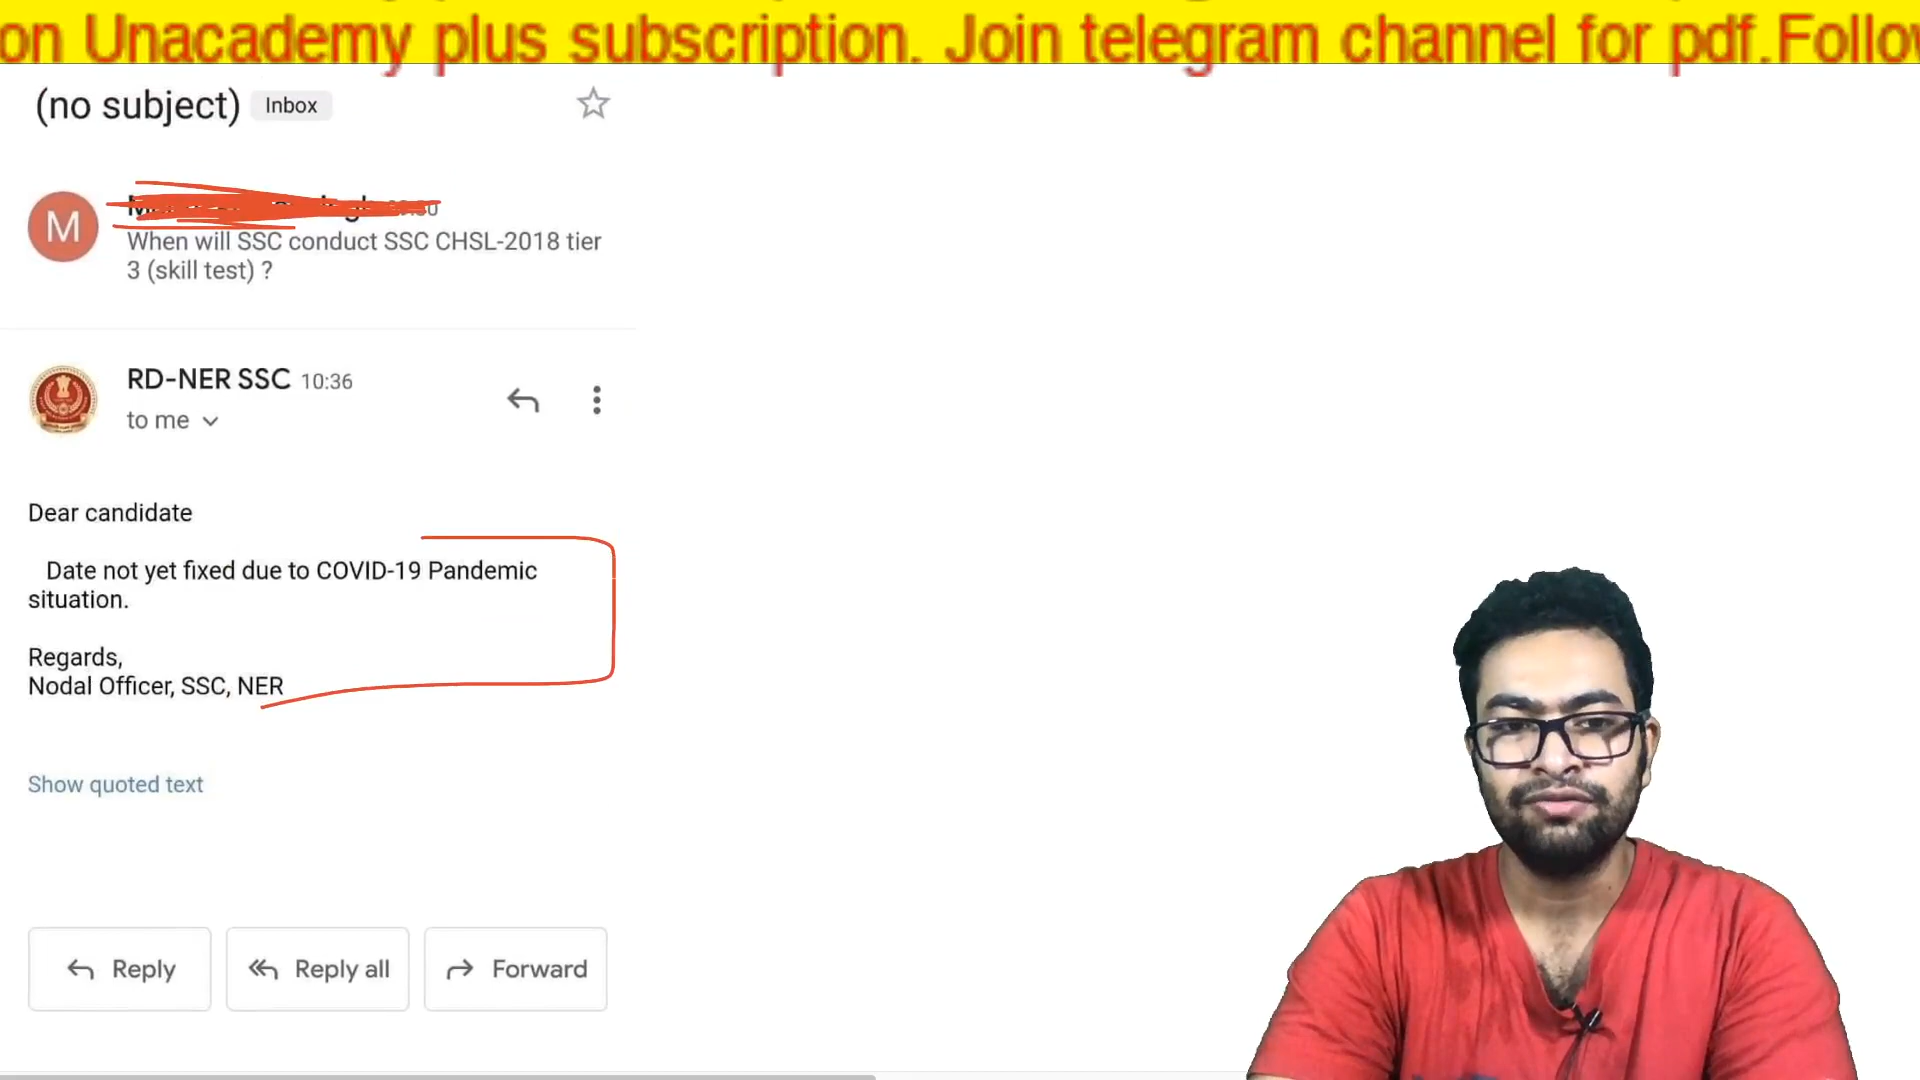 on Unacademy plus subscription. Join telegram channel for pdf.Follow
(no subject) Inbox
M
When will SSC conduct SSC CHSL-2018 tier
3 (skill test) ?
RD-NER SSC 10:36
to me
Dear candidate
Date not yet fixed due to COVID-19 Pandemic
situation.
Regards,
Nodal Officer, SSC, NER
Show quoted text
Reply
Reply all
Forward